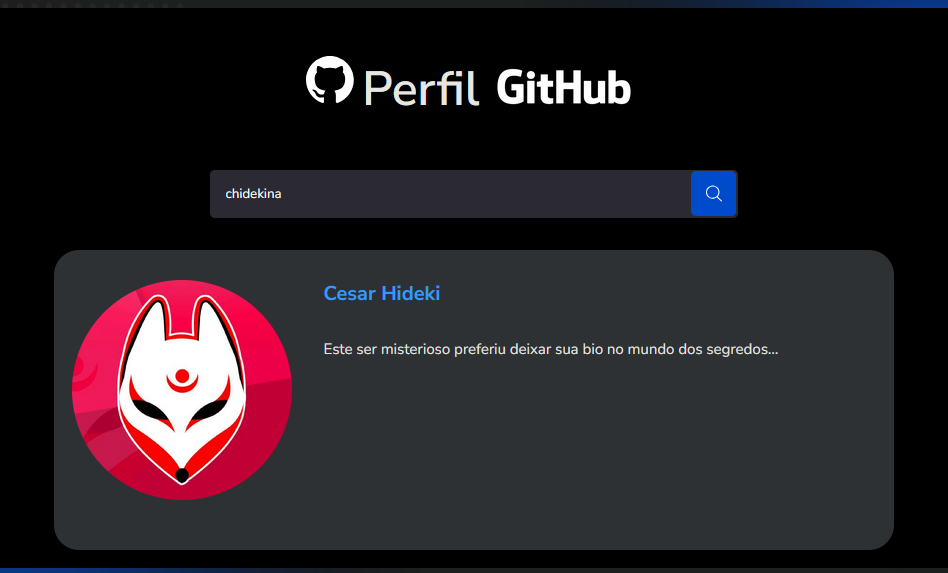 Perfil GitHub
chidekina
Cesar Hideki
Este ser misterioso preferiu deixar sua bio no mundo dos segredos...